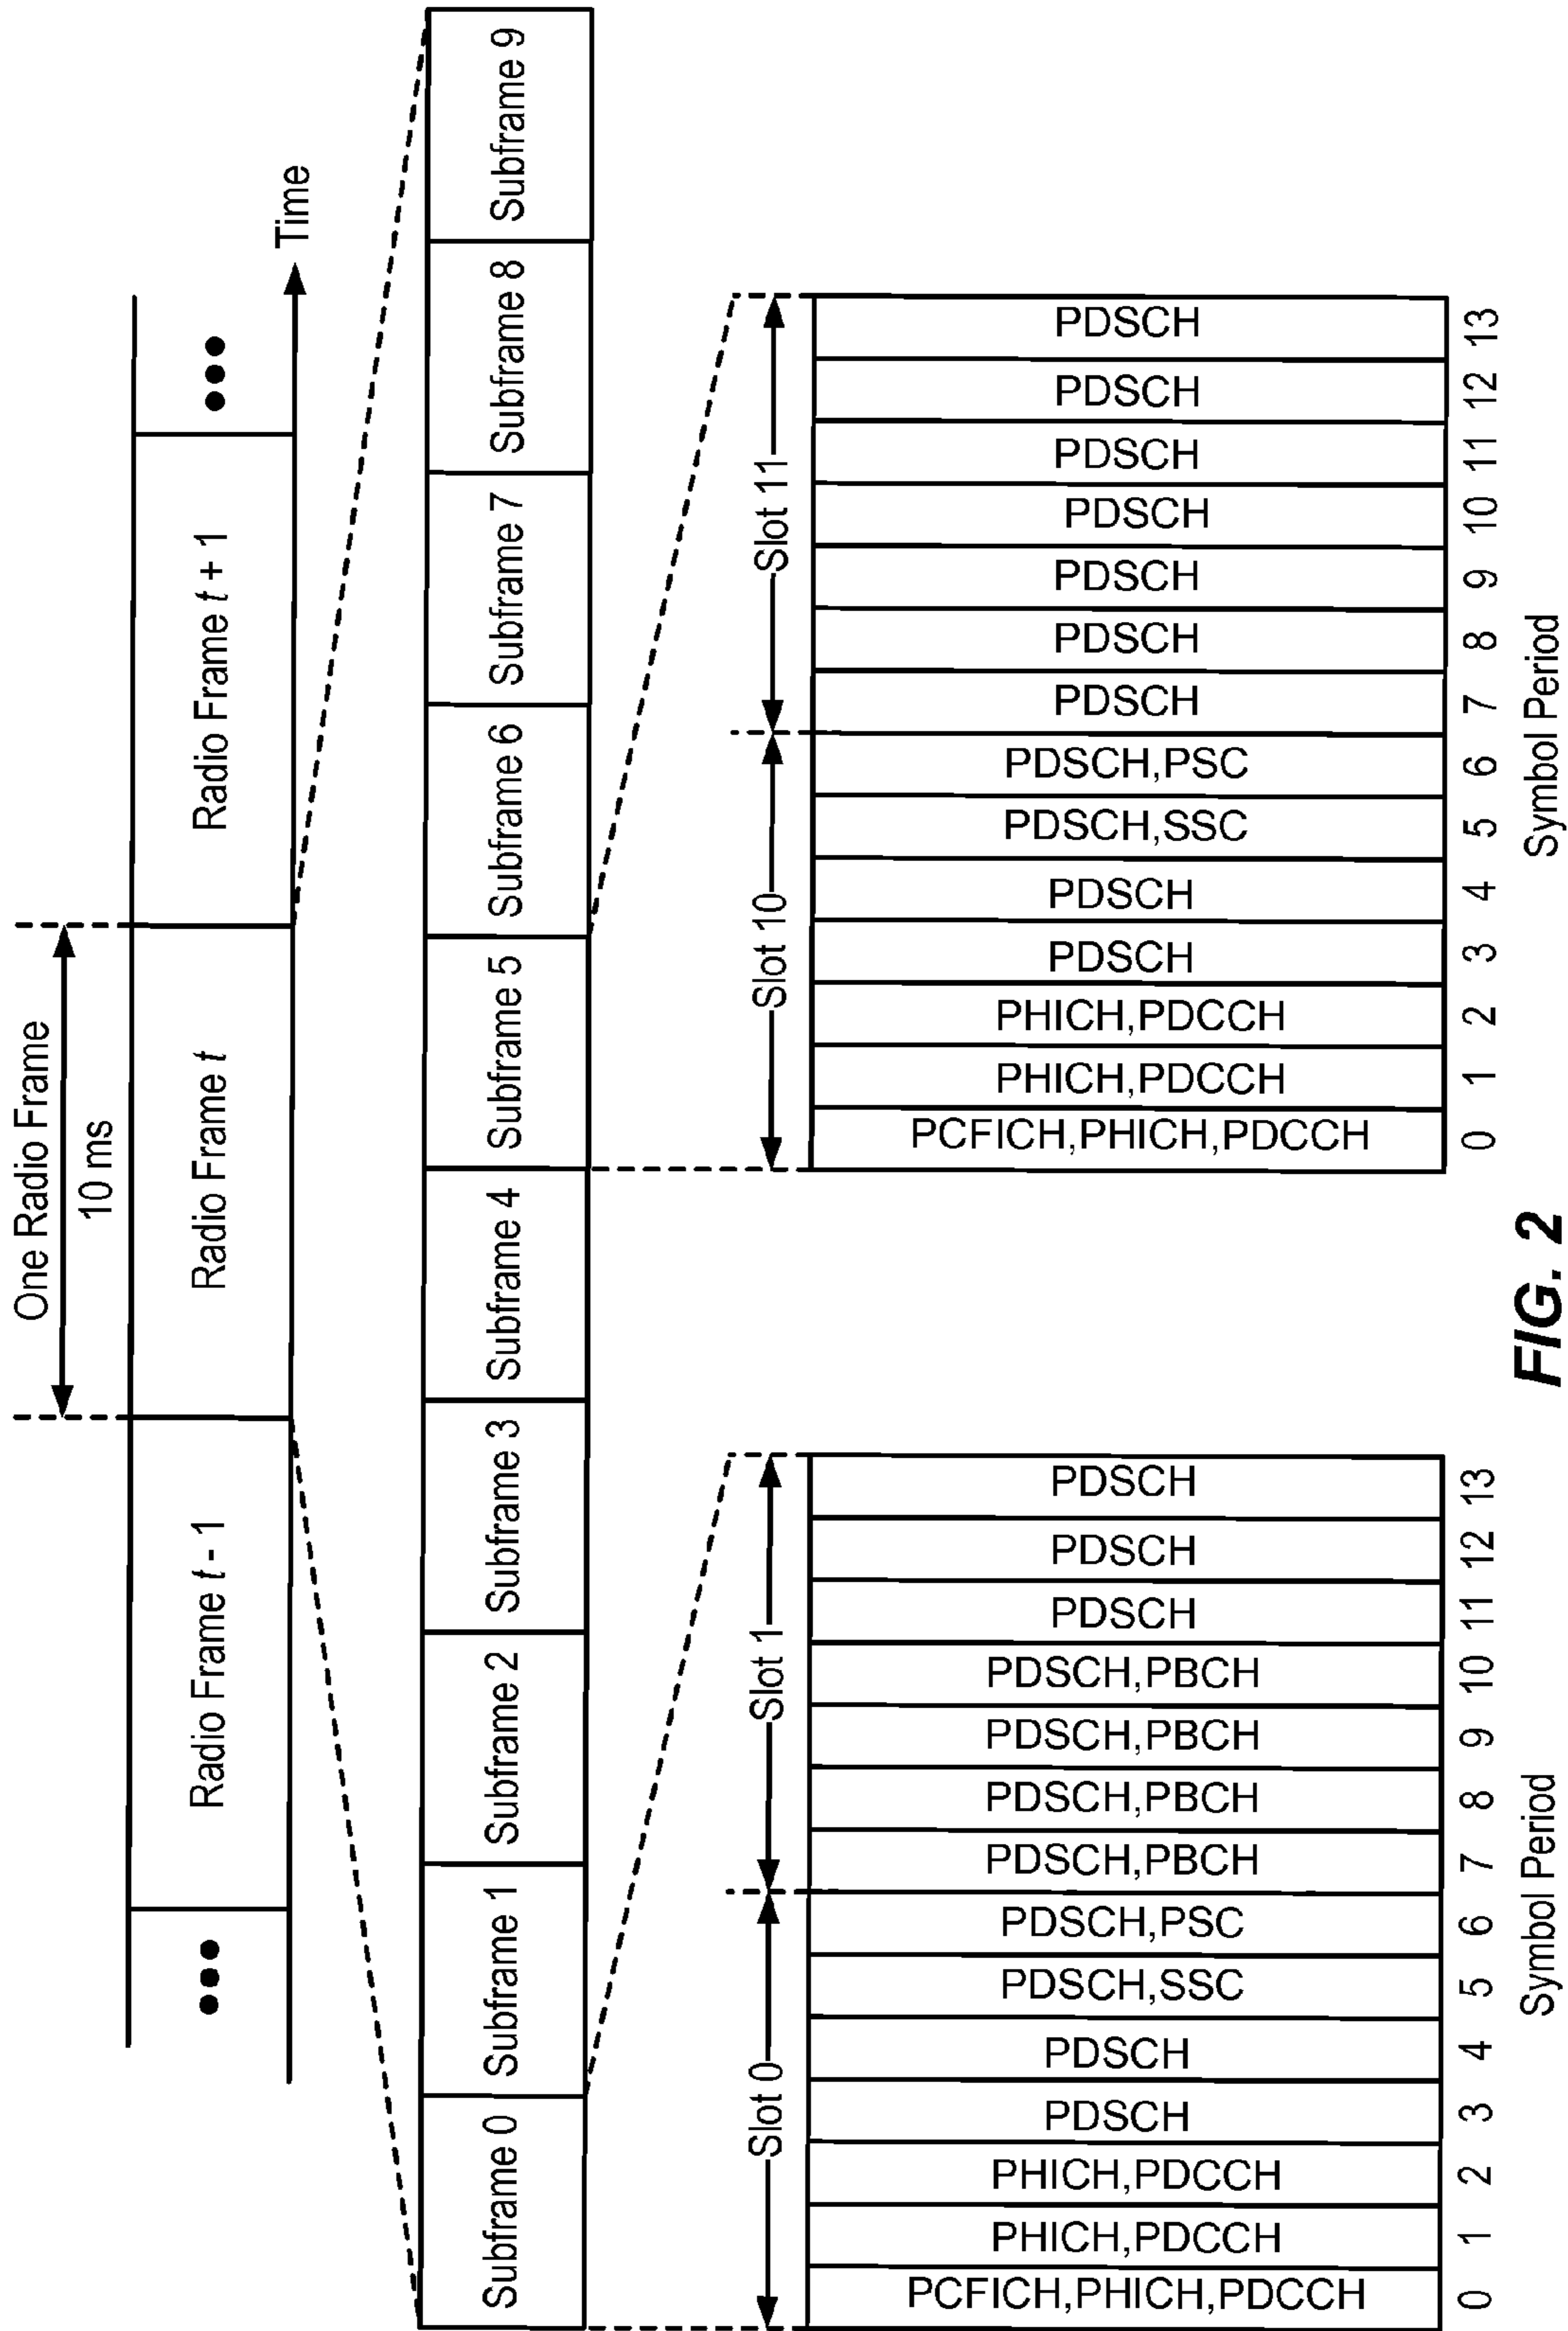 One Radio Frame
10 ms
Radio Frame t - 1
Radio Frame t
Radio Frame t + 1
Time
Subframe 0
Subframe 1
Subframe 2
Subframe 3
Subframe 4
Subframe 5
Subframe 6
Subframe 7
Subframe 8
Subframe 9
Slot 0
Slot 1
PCFICH,PHICH,PDCCH
PHICH,PDCCH
PHICH,PDCCH
PDSCH
PDSCH
PDSCH,SSC
PDSCH,PSC
PDSCH,PBCH
PDSCH,PBCH
PDSCH,PBCH
PDSCH,PBCH
PDSCH
PDSCH
PDSCH
0 1 2 3 4 5 6 7 8 9 10 11 12 13
Symbol Period
Slot 10
Slot 11
PCFICH,PHICH,PDCCH
PHICH,PDCCH
PHICH,PDCCH
PDSCH
PDSCH
PDSCH,SSC
PDSCH,PSC
PDSCH
PDSCH
PDSCH
PDSCH
PDSCH
PDSCH
PDSCH
0 1 2 3 4 5 6 7 8 9 10 11 12 13
Symbol Period
FIG. 2